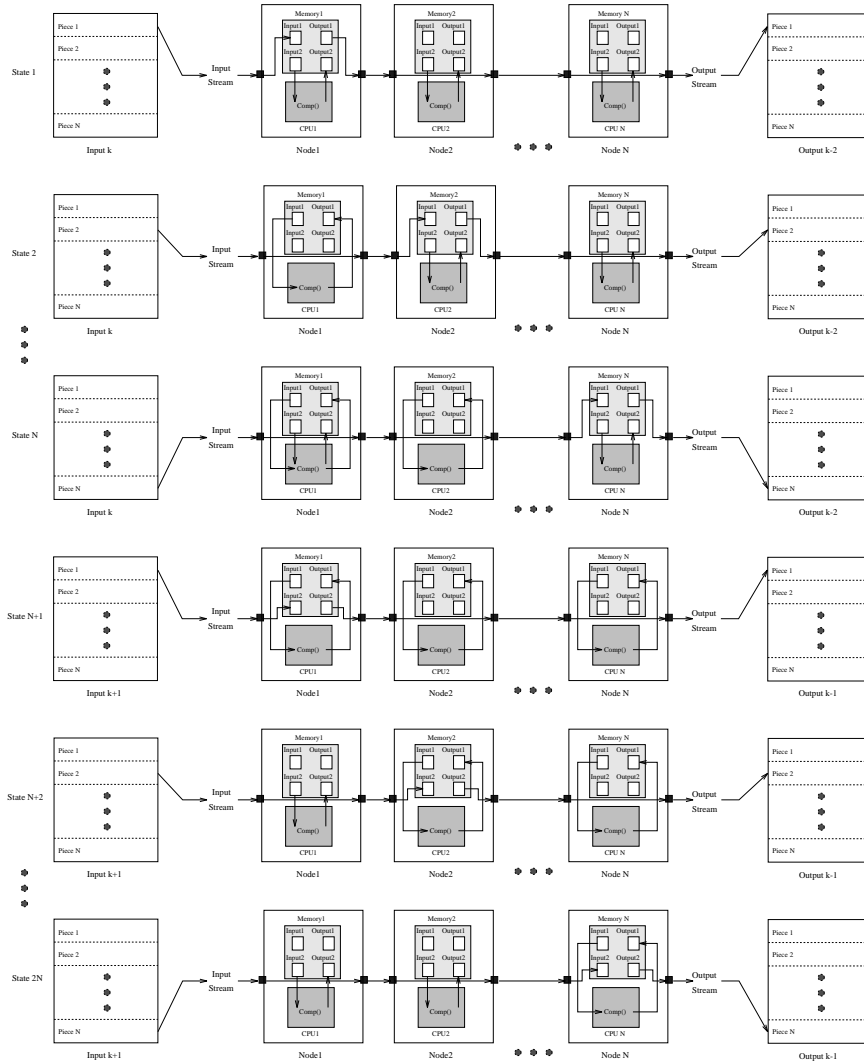 Memory1 Memory2 Memory N
Piece 1 Input1 Output1 Input1 Output1 Input1 Output1 Piece 1
Piece 2 Input2 Output2 Input2 Output2 Input2 Output2 Piece 2
State 1 Input Stream Output Stream
Comp() Comp() Comp()
Piece N CPU1 CPU2 CPU N Piece N
Input k Node1 Node2 Node N Output k-2
Memory1 Memory2 Memory N
Piece 1 Input1 Output1 Input1 Output1 Input1 Output1 Piece 1
Piece 2 Input2 Output2 Input2 Output2 Input2 Output2 Piece 2
State 2 Input Stream Output Stream
Comp() Comp() Comp()
Piece N CPU1 CPU2 CPU N Piece N
Input k Node1 Node2 Node N Output k-2
Memory1 Memory2 Memory N
Piece 1 Input1 Output1 Input1 Output1 Input1 Output1 Piece 1
Piece 2 Input2 Output2 Input2 Output2 Input2 Output2 Piece 2
State N Input Stream Output Stream
Comp() Comp() Comp()
Piece N CPU1 CPU2 CPU N Piece N
Input k Node1 Node2 Node N Output k-2
Memory1 Memory2 Memory N
Piece 1 Input1 Output1 Input1 Output1 Input1 Output1 Piece 1
Piece 2 Input2 Output2 Input2 Output2 Input2 Output2 Piece 2
State N+1 Input Stream Output Stream
Comp() Comp() Comp()
Piece N CPU1 CPU2 CPU N Piece N
Input k+1 Node1 Node2 Node N Output k-1
Memory1 Memory2 Memory N
Piece 1 Input1 Output1 Input1 Output1 Input1 Output1 Piece 1
Piece 2 Input2 Output2 Input2 Output2 Input2 Output2 Piece 2
State N+2 Input Stream Output Stream
Comp() Comp() Comp()
Piece N CPU1 CPU2 CPU N Piece N
Input k+1 Node1 Node2 Node N Output k-1
Memory1 Memory2 Memory N
Piece 1 Input1 Output1 Input1 Output1 Input1 Output1 Piece 1
Piece 2 Input2 Output2 Input2 Output2 Input2 Output2 Piece 2
State 2N Input Stream Output Stream
Comp() Comp() Comp()
Piece N CPU1 CPU2 CPU N Piece N
Input k+1 Node1 Node2 Node N Output k-1